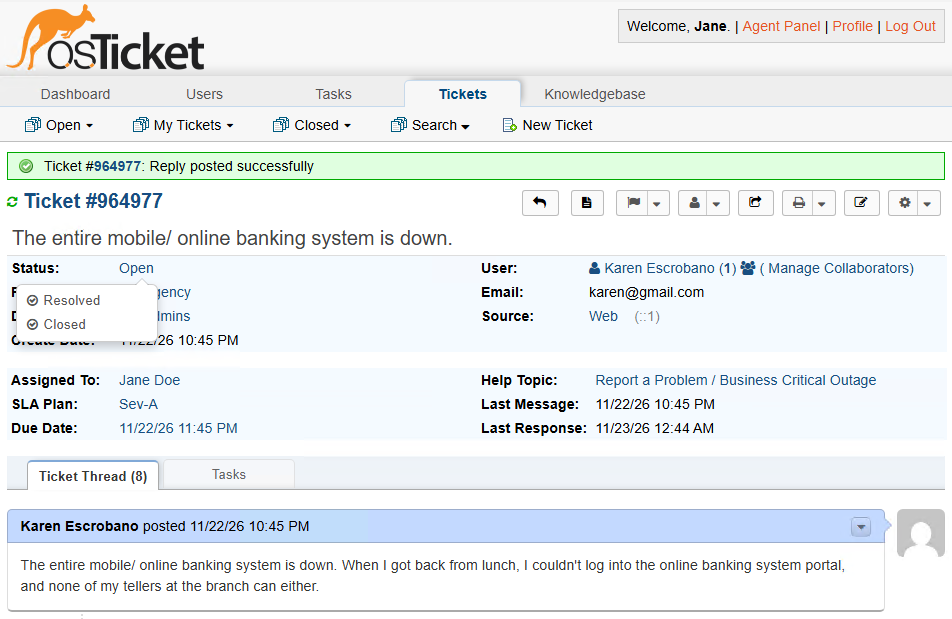 osTicket
Welcome, Jane. | Agent Panel | Profile | Log Out
Dashboard Users Tasks Tickets Knowledgebase
Open My Tickets Closed Search New Ticket
Ticket #964977: Reply posted successfully
Ticket #964977
The entire mobile/ online banking system is down.
Status: Open User: Karen Escrobano (1) ( Manage Collaborators)
Resolved Email: karen@gmail.com
Closed Source: Web (::1)
Create Date: 11/22/26 10:45 PM
Assigned To: Jane Doe Help Topic: Report a Problem / Business Critical Outage
SLA Plan: Sev-A Last Message: 11/22/26 10:45 PM
Due Date: 11/22/26 11:45 PM Last Response: 11/23/26 12:44 AM
Ticket Thread (8) Tasks
Karen Escrobano posted 11/22/26 10:45 PM
The entire mobile/ online banking system is down. When I got back from lunch, I couldn't log into the online banking system portal,
and none of my tellers at the branch can either.